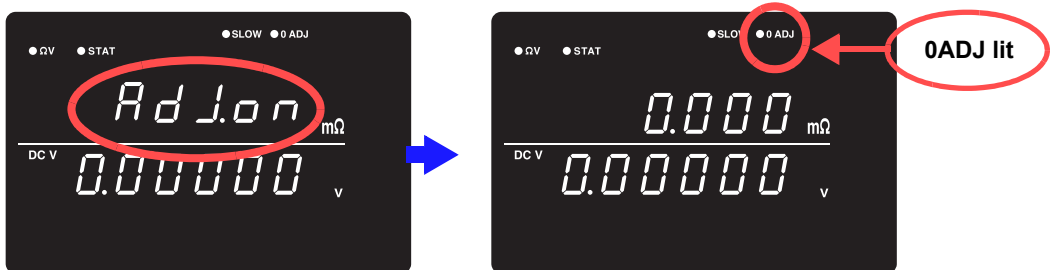 ●SLOW ●0 ADJ
●ΩV ●STAT
AdJ.on mΩ
DC V
0.00000 V
●SLOW ●0 ADJ
●ΩV ●STAT
0.000 mΩ
DC V
0.00000 V
0ADJ lit